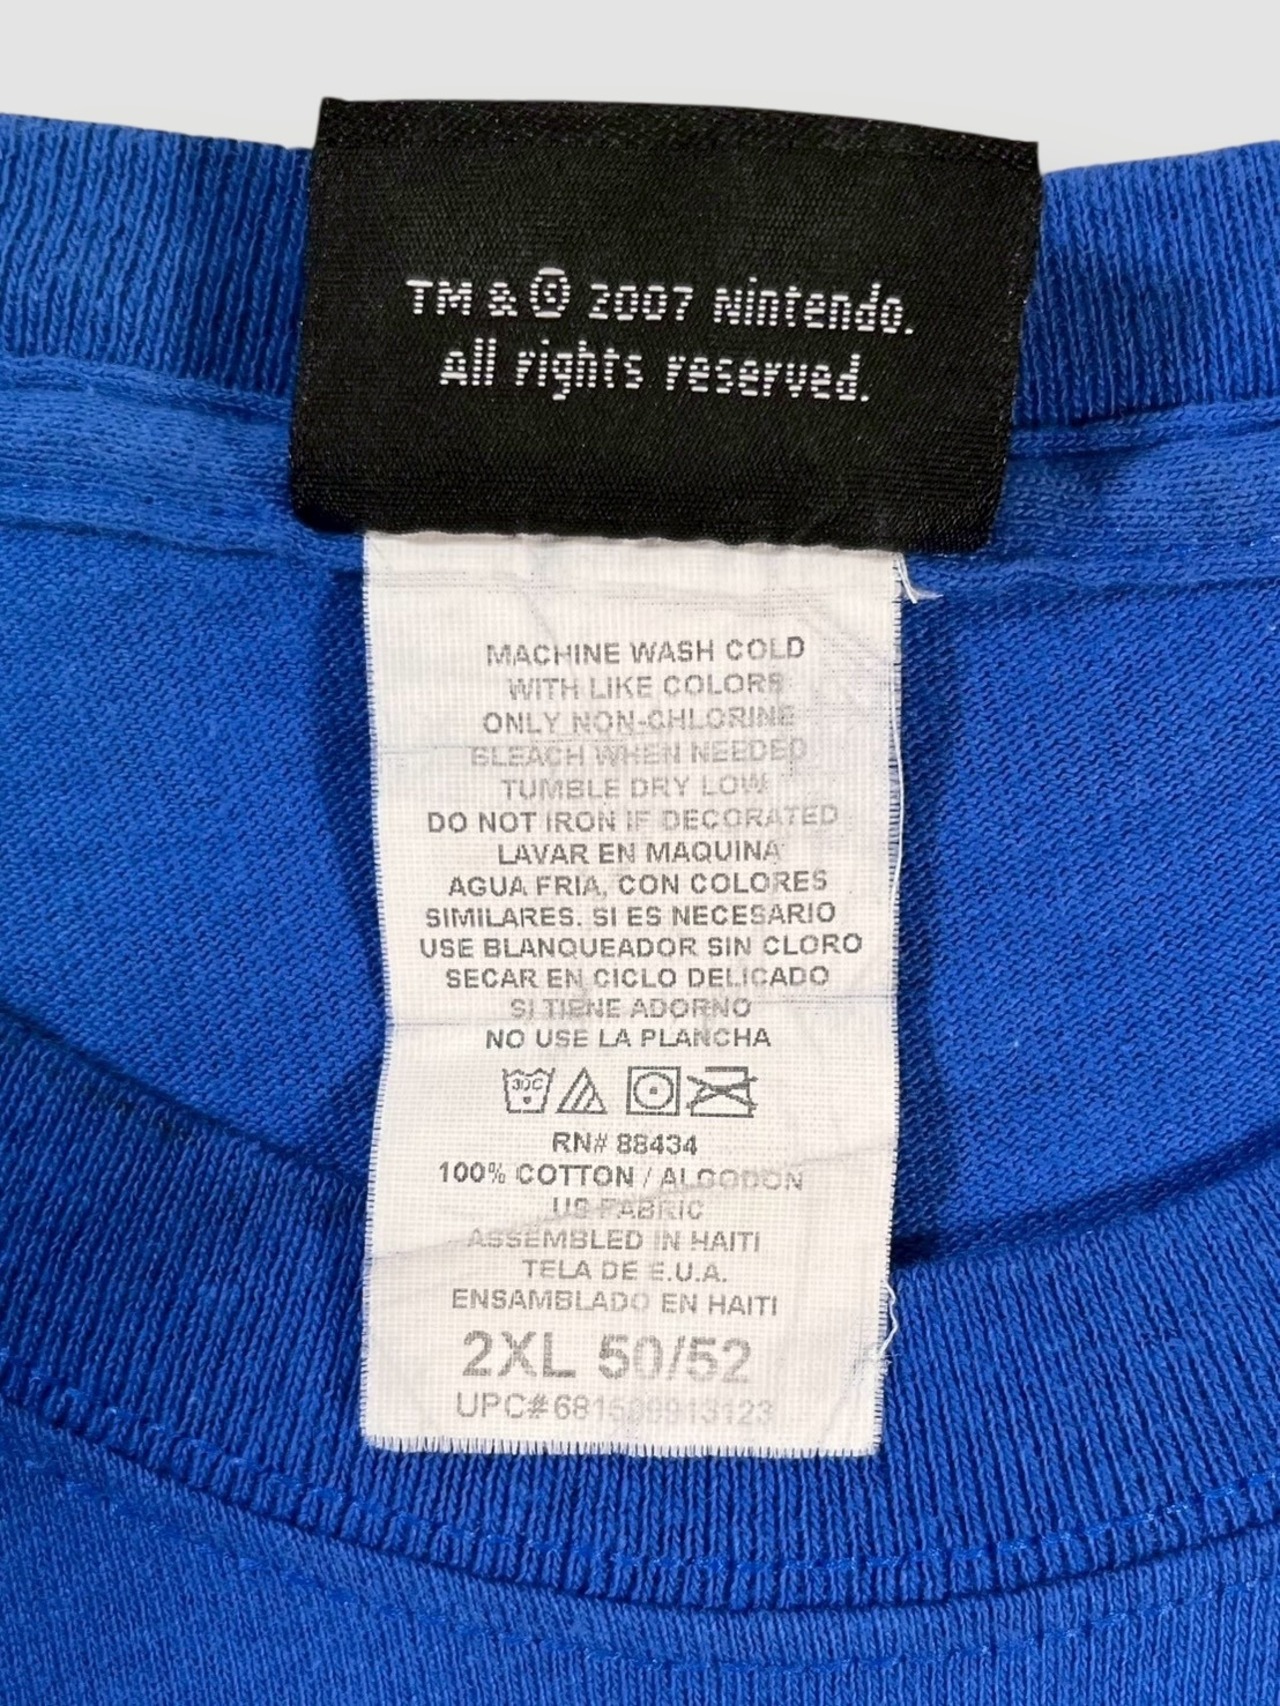 TM & © 2007 Nintendo.
All rights reserved.
MACHINE WASH COLD
WITH LIKE COLORS
ONLY NON-CHLORINE
BLEACH WHEN NEEDED
TUMBLE DRY LOW
DO NOT IRON IF DECORATED
LAVAR EN MAQUINA
AGUA FRIA, CON COLORES
SIMILARES. SI ES NECESARIO
USE BLANQUEADOR SIN CLORO
SECAR EN CICLO DELICADO
SI TIENE ADORNO
NO USE LA PLANCHA
30C
RN# 88434
100% COTTON / ALGODON
US FABRIC
ASSEMBLED IN HAITI
TELA DE E.U.A.
ENSAMBLADO EN HAITI
2XL 50/52
UPC#